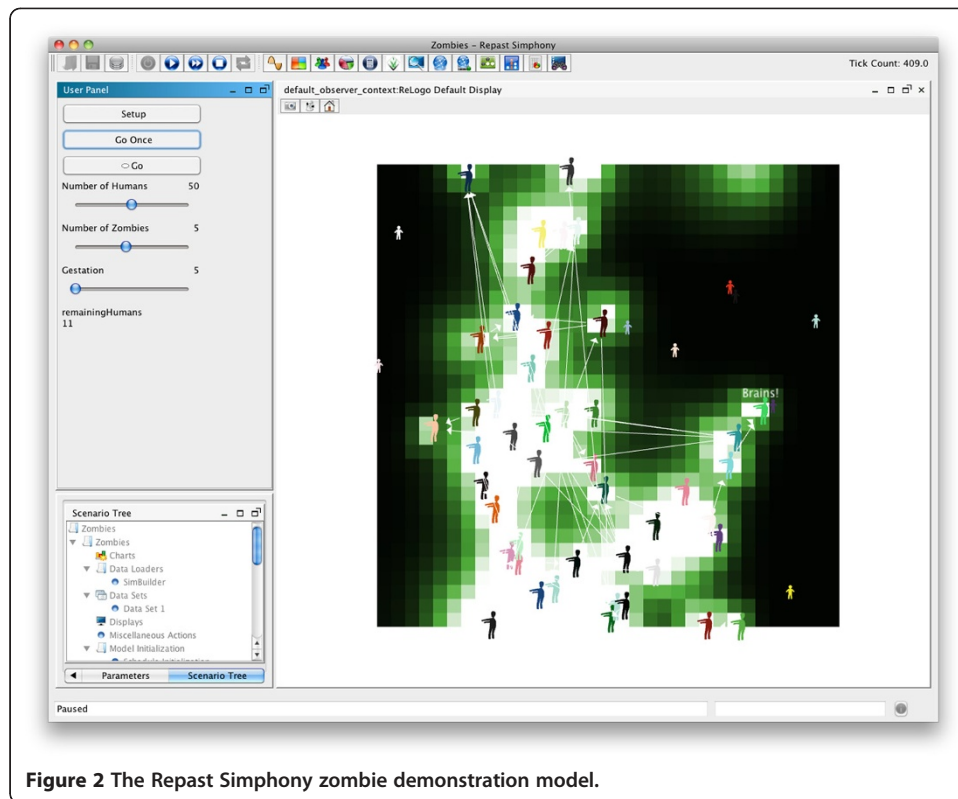 Zombies - Repast Simphony
Tick Count: 409.0
User Panel
Setup
Go Once
Go
Number of Humans 50
Number of Zombies 5
Gestation 5
remainingHumans
11
default_observer_context:ReLogo Default Display
Brains!
Scenario Tree
Zombies
Zombies
Charts
Data Loaders
SimBuilder
Data Sets
Data Set 1
Displays
Miscellaneous Actions
Model Initialization
Schedule Initialization
Parameters
Scenario Tree
Paused
Figure 2 The Repast Simphony zombie demonstration model.